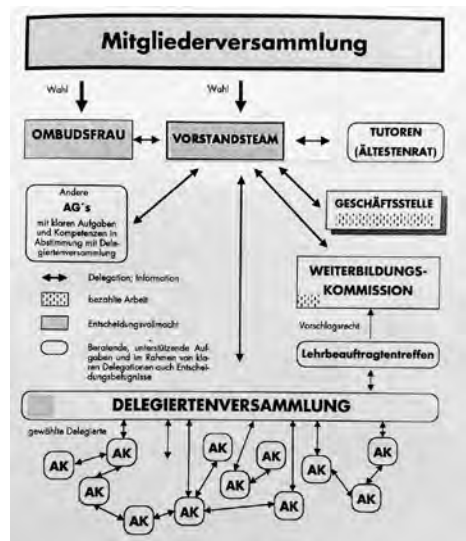 Mitgliederversammlung
Wahl
Wahl
OMBUDSFRAU
VORSTANDSTEAM
TUTOREN
(ÄLTESTENRAT)
Andere
AG´s
mit klaren Aufgaben
und Kompetenzen in
Abstimmung mit Dele-
giertenversammlung
GESCHÄFTSSTELLE
WEITERBILDUNGS-
KOMMISSION
Delegation; Information
bezahlte Arbeit
Entscheidungsvollmacht
Beratende, unterstützende Auf-
gaben und im Rahmen von kla-
ren Delegationen auch Entschei-
dungsbefugnisse
Vorschlagsrecht
Lehrbeauftragtentreffen
DELEGIERTENVERSAMMLUNG
gewählte Delegierte
AK
AK
AK
AK
AK
AK
AK
AK
AK
AK
AK
AK